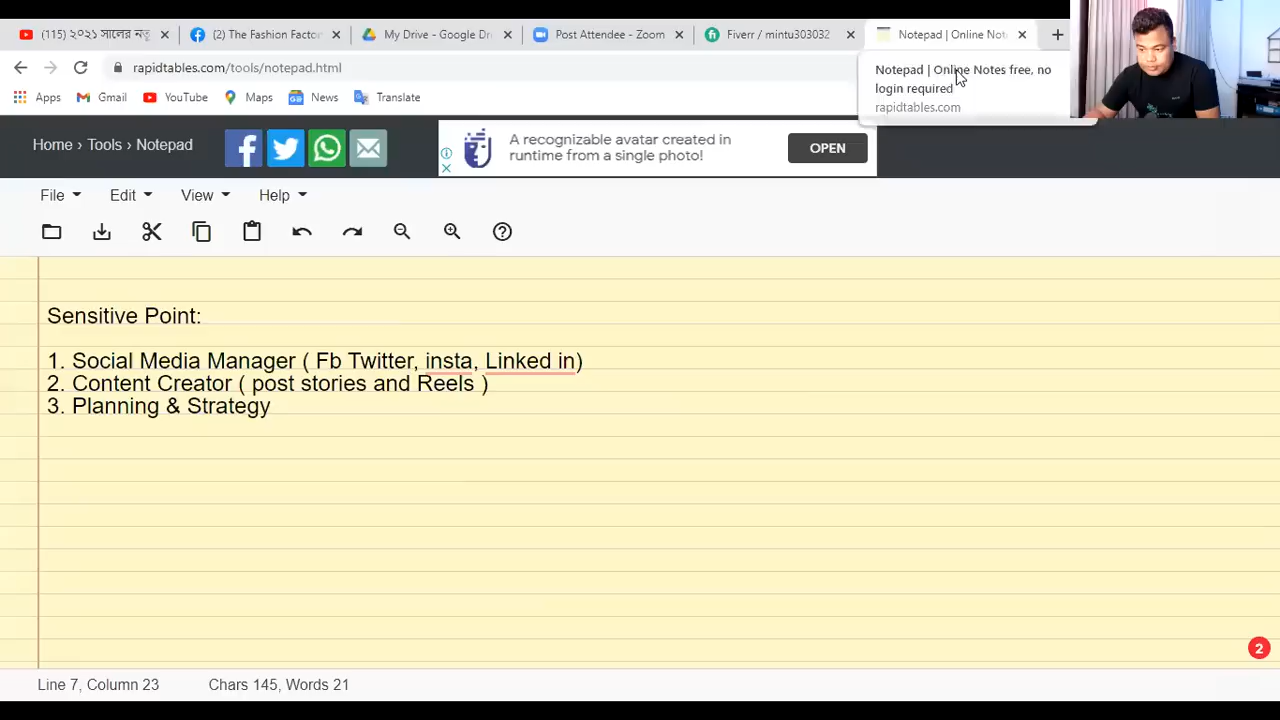 (115) ২০২১ সালের নতু
(2) The Fashion Facto
My Drive - Google Dr
Post Attendee - Zoom
Fiverr / mintu303032
Notepad | Online Not
rapidtables.com/tools/notepad.html
Notepad | Online Notes free, no
login required
rapidtables.com
Apps
Gmail
YouTube
Maps
News
Translate
Home › Tools › Notepad
A recognizable avatar created in
runtime from a single photo!
OPEN
File
Edit
View
Help
Sensitive Point:
1. Social Media Manager ( Fb Twitter, insta, Linked in)
2. Content Creator ( post stories and Reels )
3. Planning & Strategy
2
Line 7, Column 23
Chars 145, Words 21